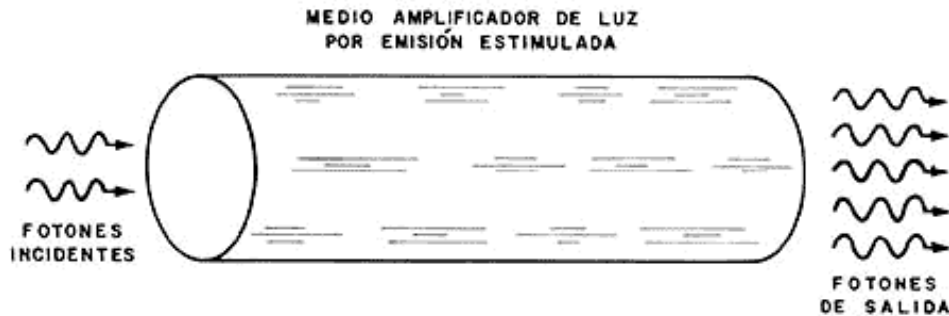 MEDIO AMPLIFICADOR DE LUZ
POR EMISIÓN ESTIMULADA
FOTONES
INCIDENTES
FOTONES
DE SALIDA